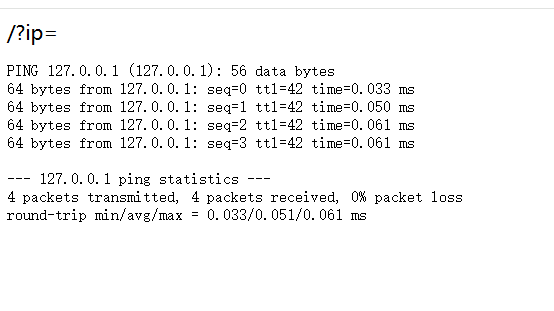 /?ip=
PING 127.0.0.1 (127.0.0.1): 56 data bytes
64 bytes from 127.0.0.1: seq=0 ttl=42 time=0.033 ms
64 bytes from 127.0.0.1: seq=1 ttl=42 time=0.050 ms
64 bytes from 127.0.0.1: seq=2 ttl=42 time=0.061 ms
64 bytes from 127.0.0.1: seq=3 ttl=42 time=0.061 ms
--- 127.0.0.1 ping statistics ---
4 packets transmitted, 4 packets received, 0% packet loss
round-trip min/avg/max = 0.033/0.051/0.061 ms